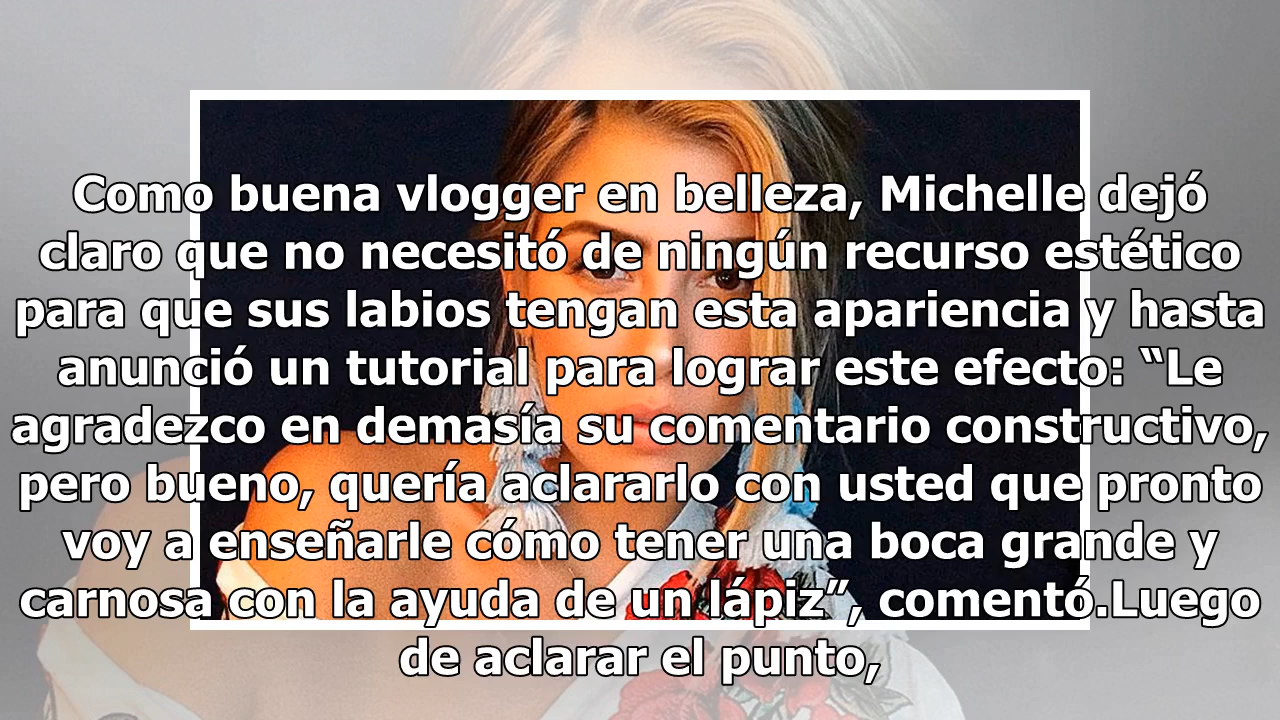 Como buena vlogger en belleza, Michelle dejó
claro que no necesitó de ningún recurso estético
para que sus labios tengan esta apariencia y hasta
anunció un tutorial para lograr este efecto: “Le
agradezco en demasía su comentario constructivo,
pero bueno, quería aclararlo con usted que pronto
voy a enseñarle cómo tener una boca grande y
carnosa con la ayuda de un lápiz”, comentó.Luego
de aclarar el punto,